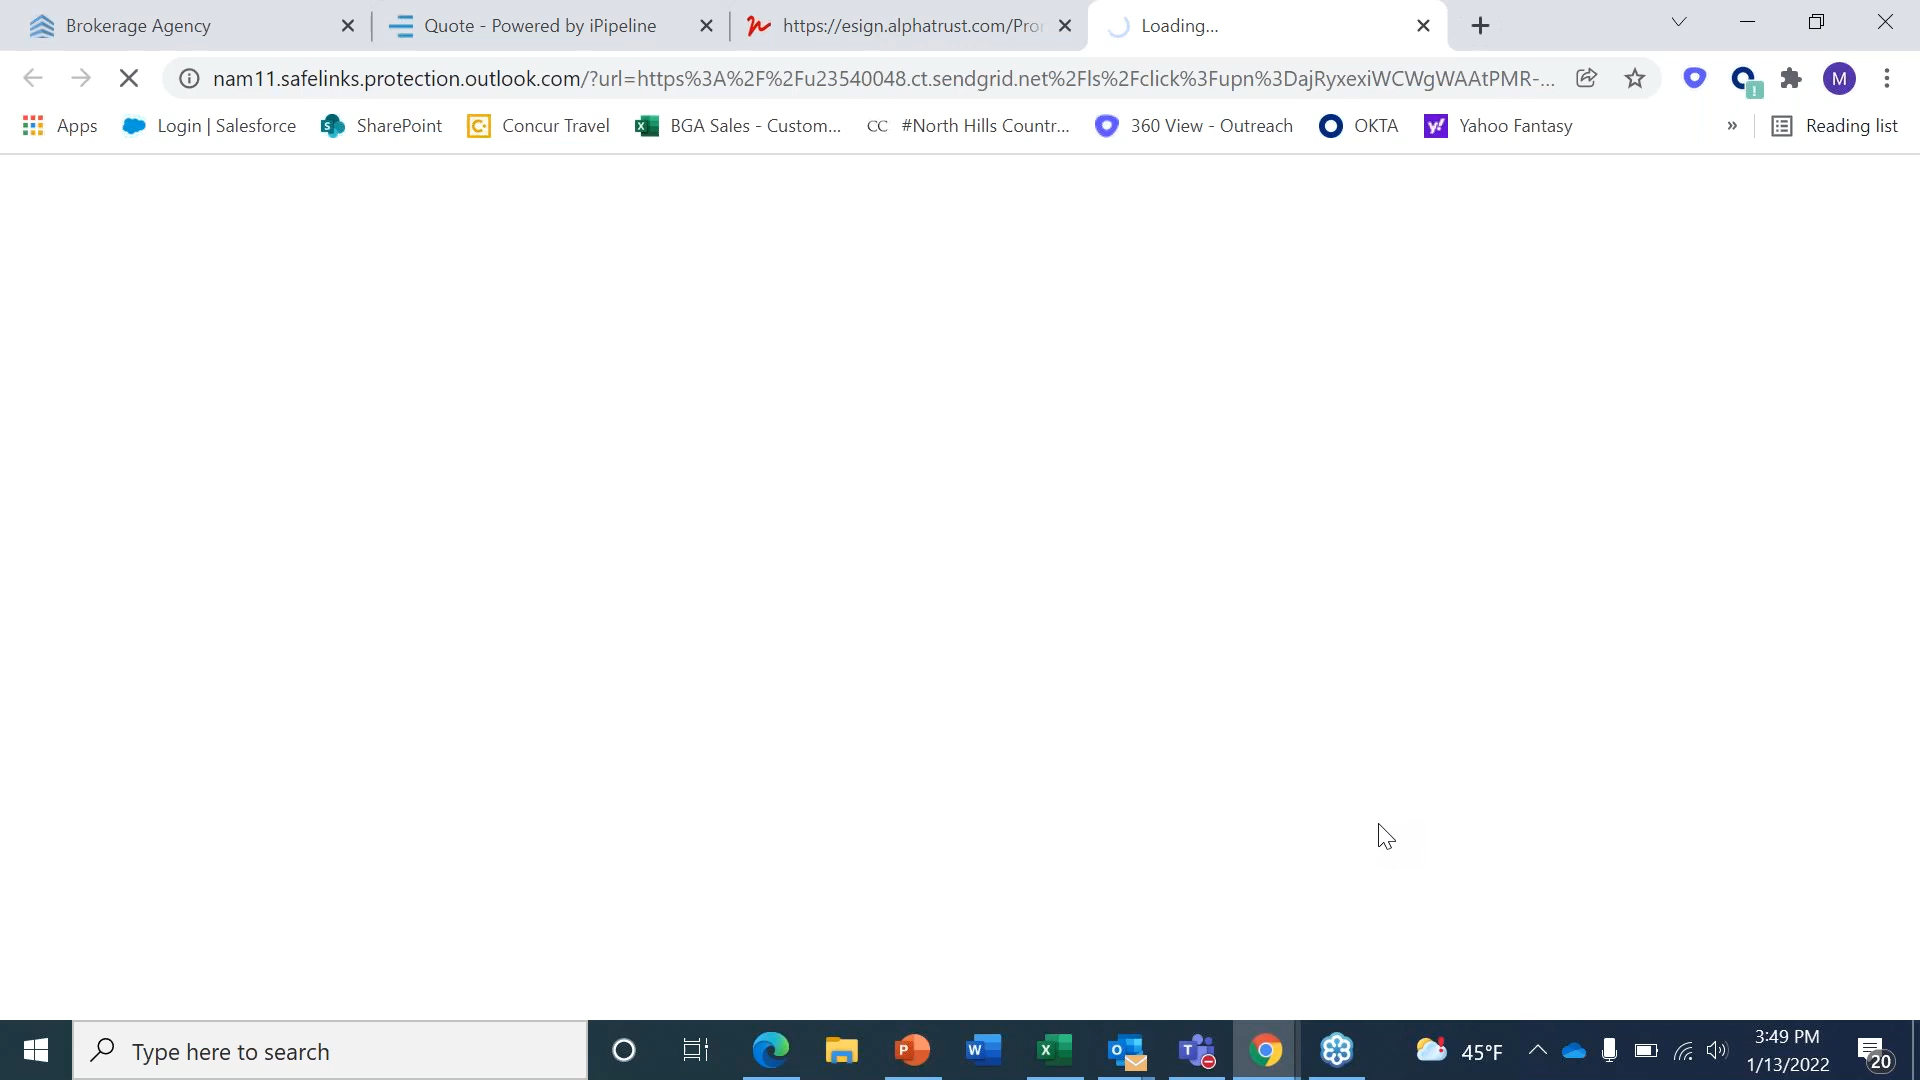 Brokerage Agency
Quote - Powered by iPipeline
https://esign.alphatrust.com/Pro
Loading...
nam11.safelinks.protection.outlook.com/?url=https%3A%2F%2Fu23540048.ct.sendgrid.net%2Fls%2Fclick%3Fupn%3DajRyxexiWCWgWAAtPMR-...
M
Apps
Login | Salesforce
SharePoint
Concur Travel
BGA Sales - Custom...
CC #North Hills Countr...
360 View - Outreach
OKTA
Yahoo Fantasy
»
Reading list
Type here to search
45°F
3:49 PM
1/13/2022
20